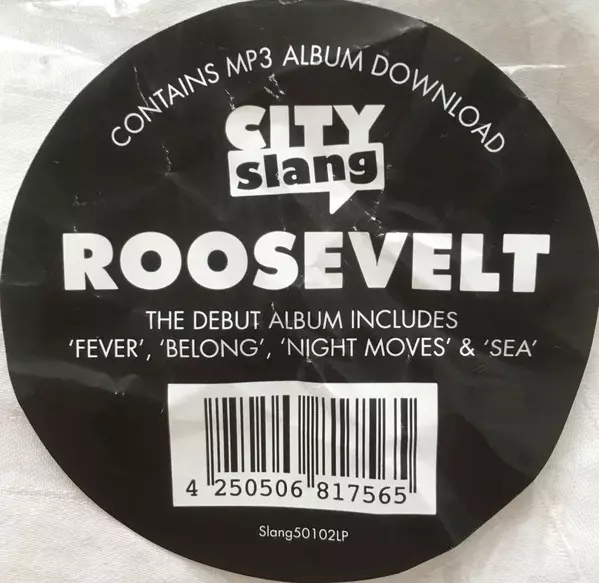 CONTAINS MP3 ALBUM DOWNLOAD
CITY
slang
ROOSEVELT
THE DEBUT ALBUM INCLUDES
‘FEVER’, ‘BELONG’, ‘NIGHT MOVES’ & ‘SEA’
4 250506 817565
Slang50102LP